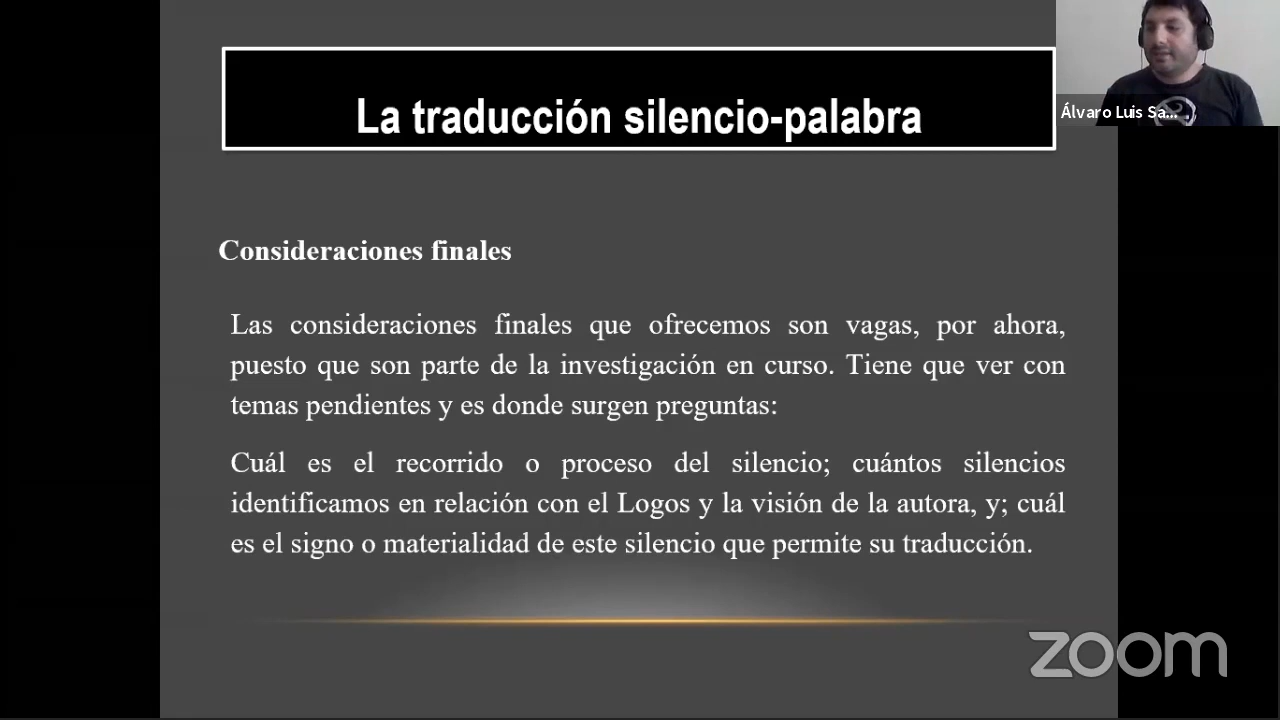 La traducción silencio-palabra
Álvaro Luis Sa...
Consideraciones finales
Las consideraciones finales que ofrecemos son vagas, por ahora,
puesto que son parte de la investigación en curso. Tiene que ver con
temas pendientes y es donde surgen preguntas:
Cuál es el recorrido o proceso del silencio; cuántos silencios
identificamos en relación con el Logos y la visión de la autora, y; cuál
es el signo o materialidad de este silencio que permite su traducción.
zoom